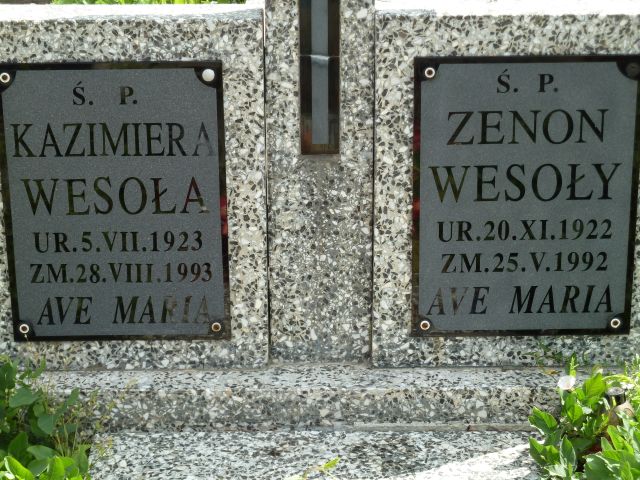 Ś. P.
KAZIMIERA
WESOŁA
UR.5.VII.1923
ZM.28.VIII.1993
AVE MARIA
Ś. P.
ZENON
WESOŁY
UR.20.XI.1922
ZM.25.V.1992
AVE MARIA